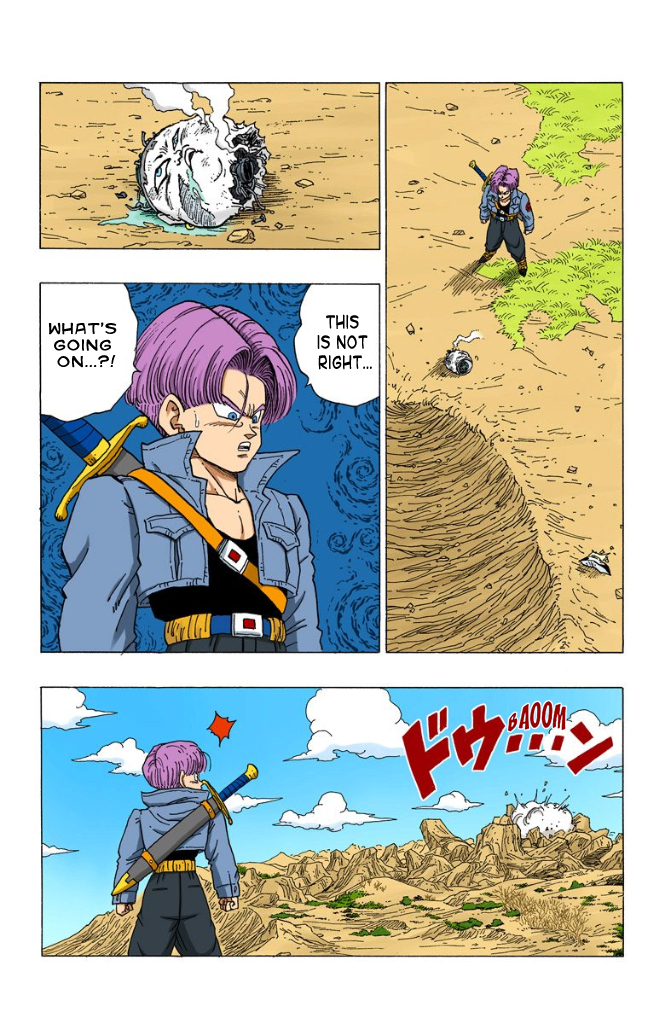 THIS
IS NOT
RIGHT...
WHAT'S
GOING
ON...?!
BAOOM
ドウ...ン